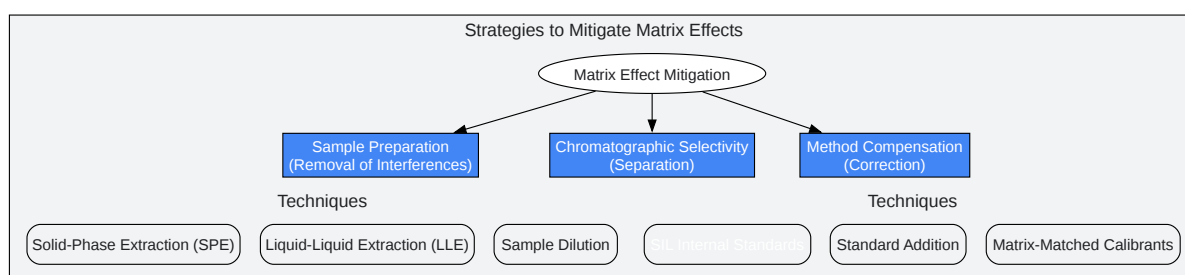 Strategies to Mitigate Matrix Effects
Matrix Effect Mitigation
Sample Preparation
(Removal of Interferences)
Chromatographic Selectivity
(Separation)
Method Compensation
(Correction)
Techniques
Techniques
Solid-Phase Extraction (SPE)
Liquid-Liquid Extraction (LLE)
Sample Dilution
SIL Internal Standards
Standard Addition
Matrix-Matched Calibrants